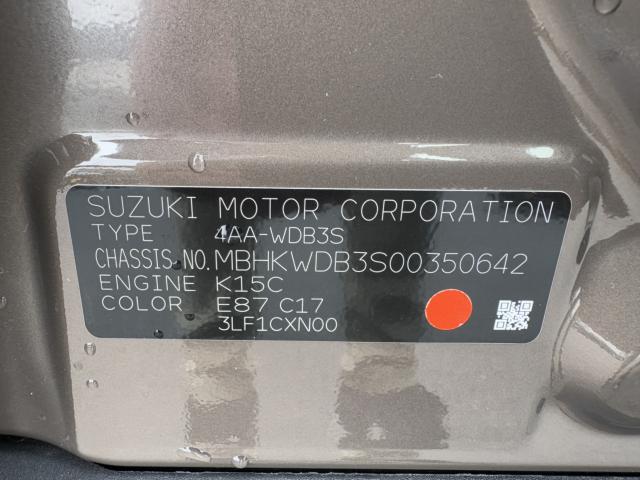 SUZUKI MOTOR CORPORATION
TYPE 4AA-WDB3S
CHASSIS NO. MBHKWDB3S00350642
ENGINE K15C
COLOR E87 C17
3LF1CXN00